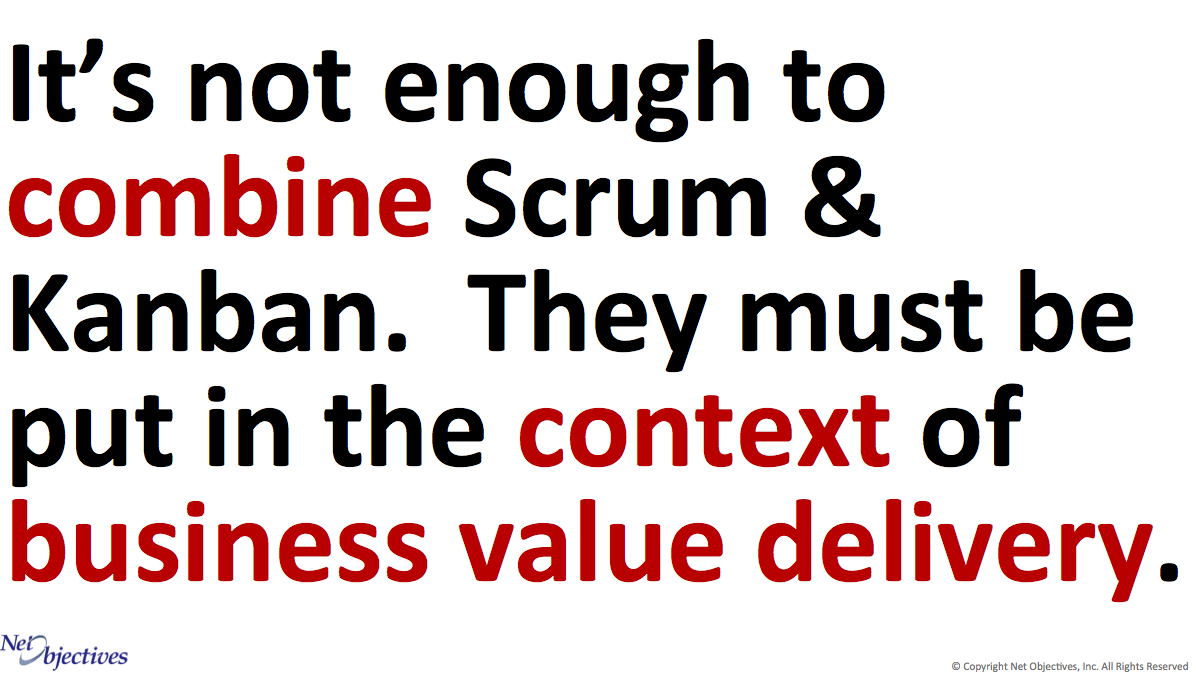 It’s not enough to
combine Scrum &
Kanban.  They must be
put in the context of
business value delivery.
Net Objectives
© Copyright Net Objectives, Inc. All Rights Reserved